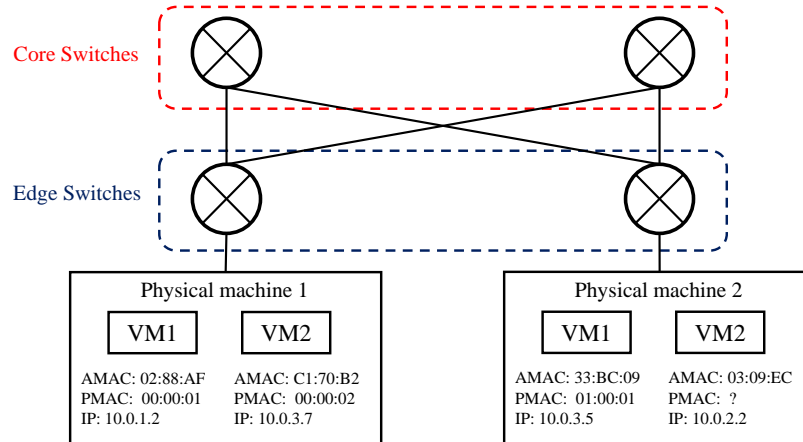 Core Switches
Edge Switches
Physical machine 1
VM1
VM2
AMAC: 02:88:AF
PMAC: 00:00:01
IP: 10.0.1.2
AMAC: C1:70:B2
PMAC: 00:00:02
IP: 10.0.3.7
Physical machine 2
VM1
VM2
AMAC: 33:BC:09
PMAC: 01:00:01
IP: 10.0.3.5
AMAC: 03:09:EC
PMAC: ?
IP: 10.0.2.2